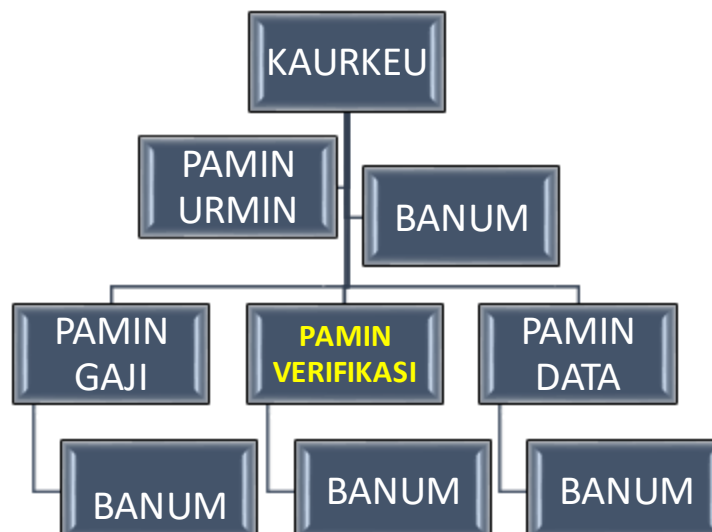 KAURKEU
PAMIN
URMIN
BANUM
PAMIN
GAJI
PAMIN
VERIFIKASI
PAMIN
DATA
BANUM
BANUM
BANUM